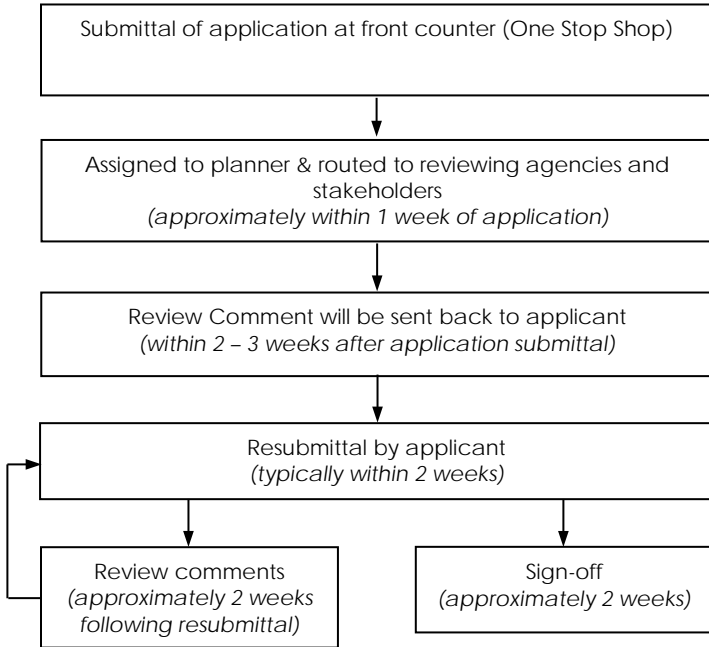 Submittal of application at front counter (One Stop Shop)
Assigned to planner & routed to reviewing agencies and
stakeholders
(approximately within 1 week of application)
Review Comment will be sent back to applicant
(within 2 – 3 weeks after application submittal)
Resubmittal by applicant
(typically within 2 weeks)
Review comments
(approximately 2 weeks
following resubmittal)
Sign-off
(approximately 2 weeks)